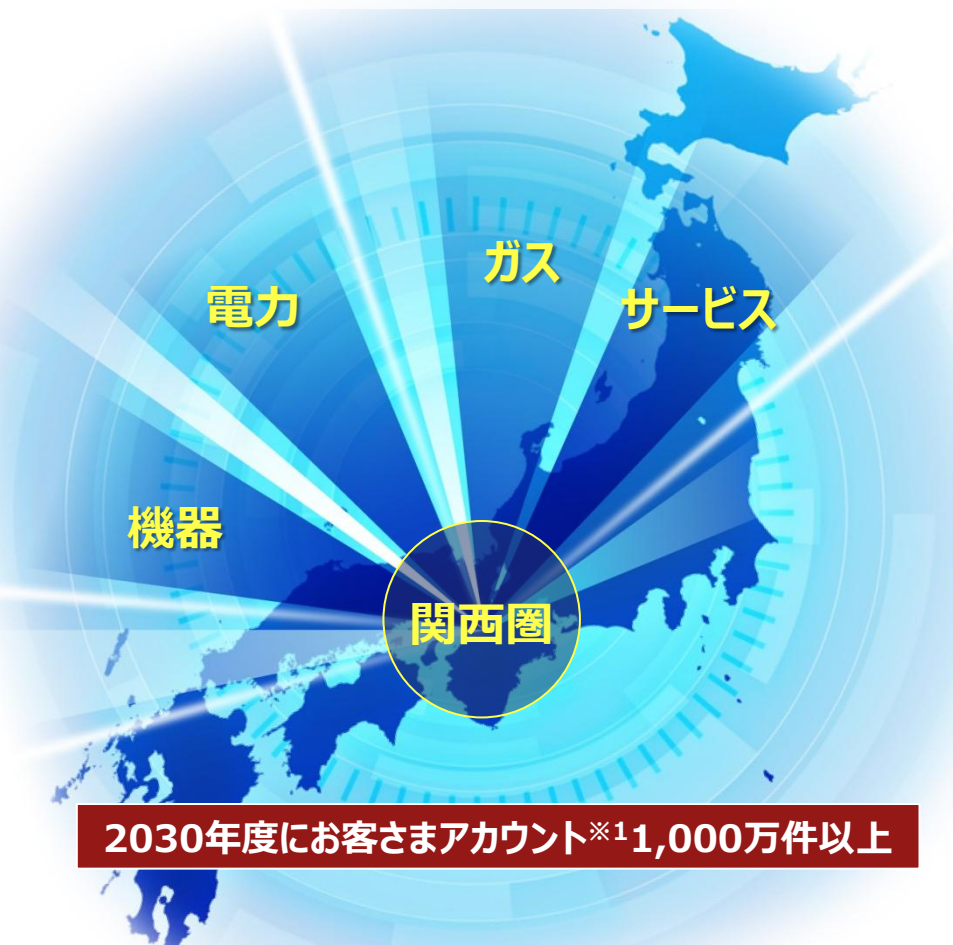 ガス
電力
サービス
機器
関西圏
2030年度にお客さまアカウント※11,000万件以上